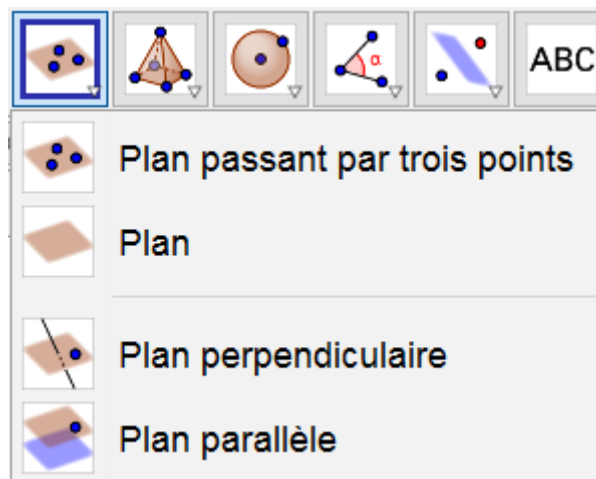 α
ABC
Plan passant par trois points
Plan
Plan perpendiculaire
Plan parallèle